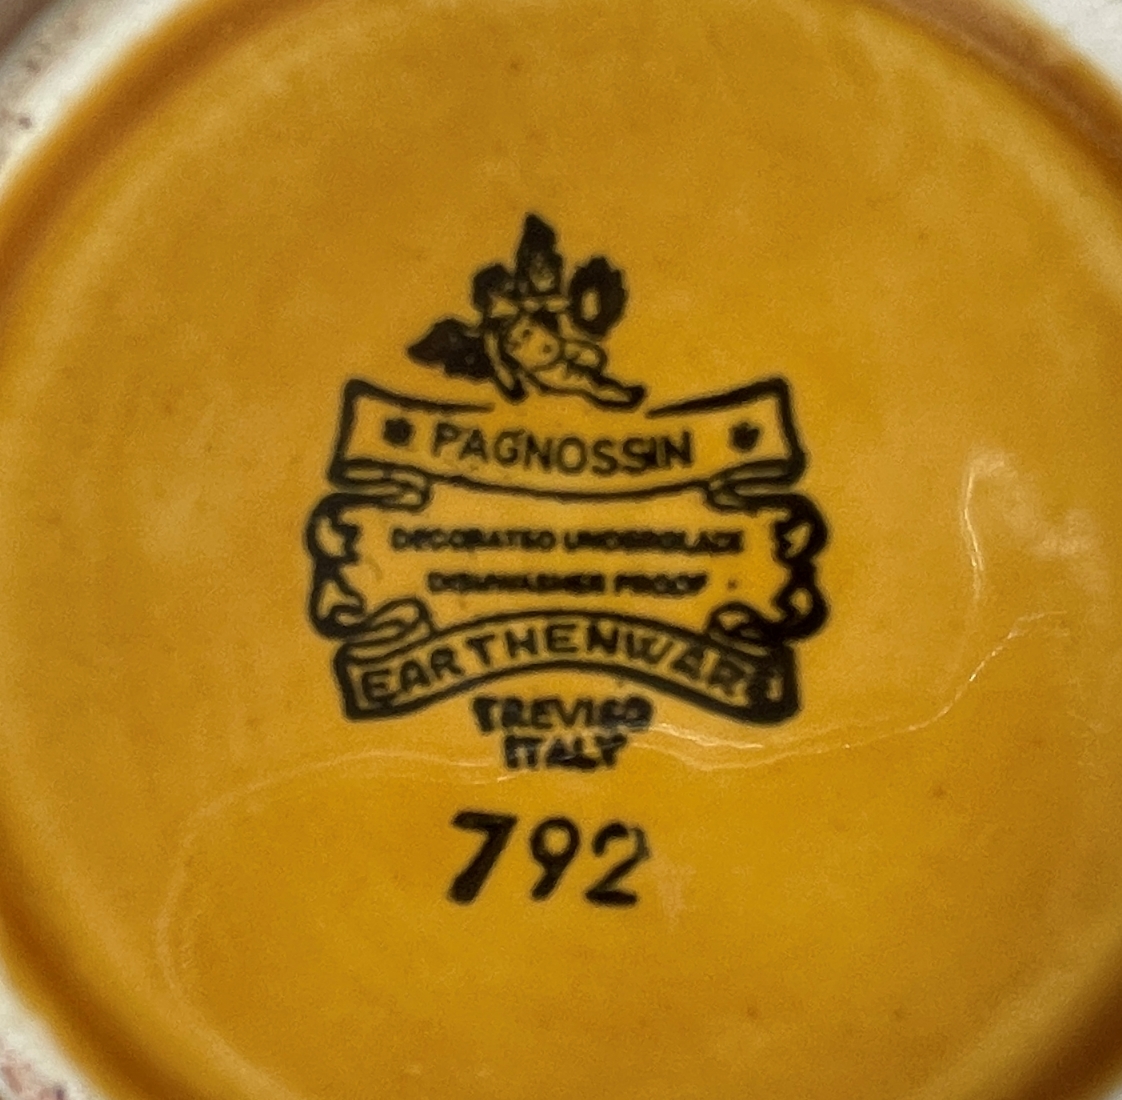 PAGNOSSIN
DECORATED UNDERGLAZE
DISHWASHER PROOF
EARTHENWARE
TREVISO
ITALY
792